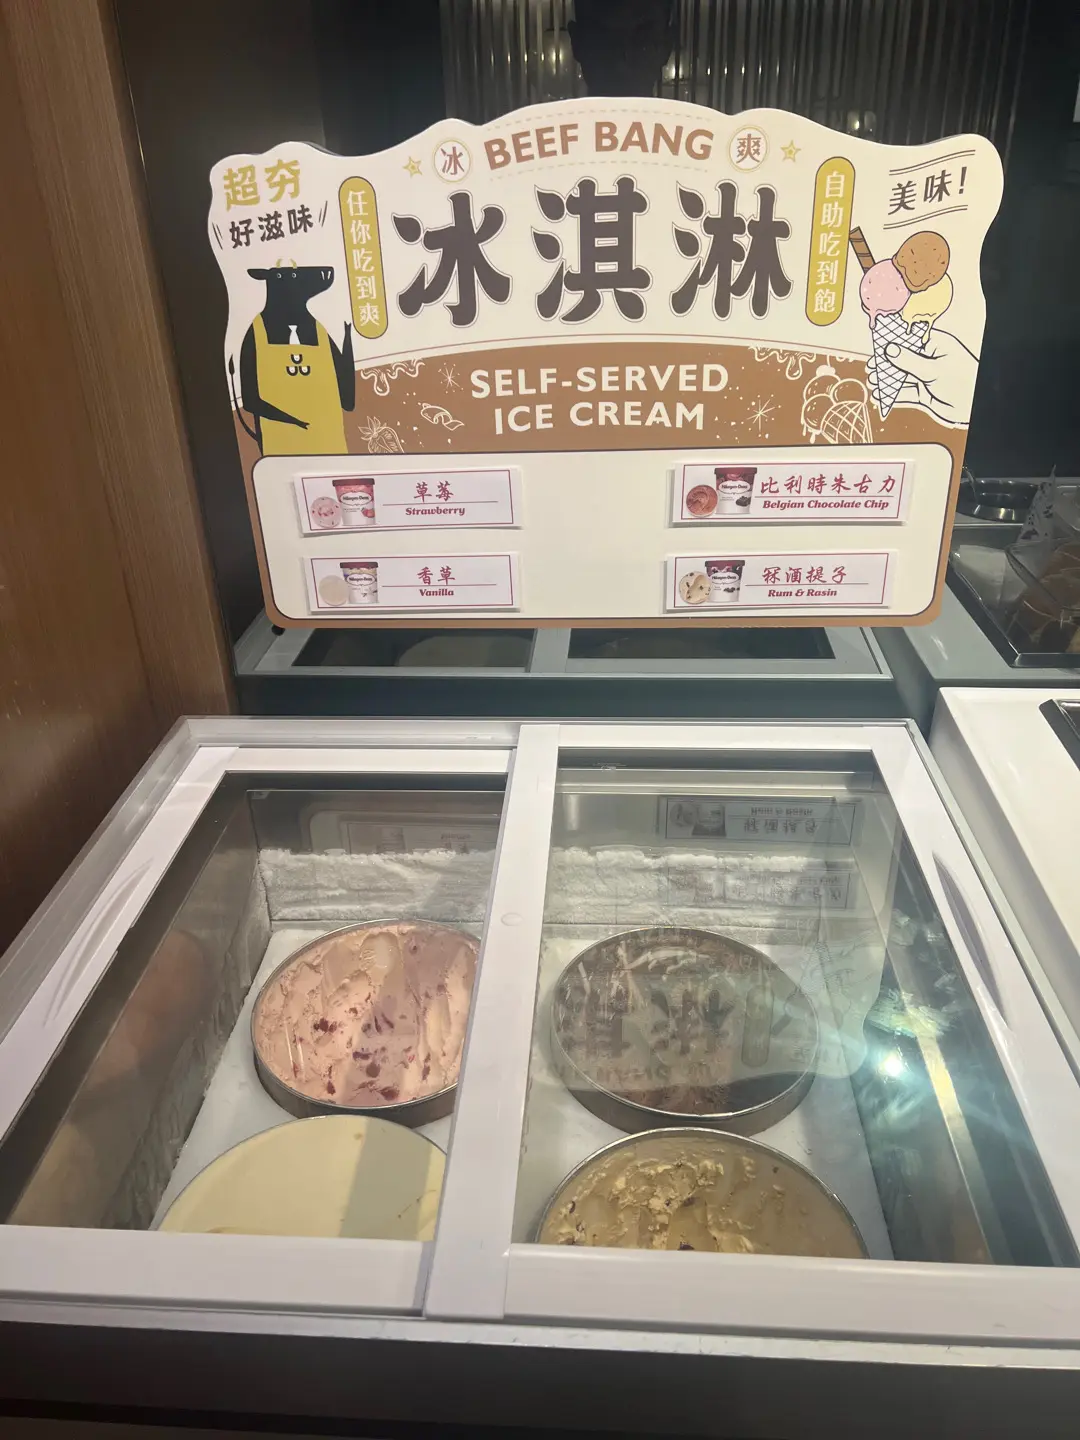 冰 BEEF BANG 爽
超夯
好滋味
任你吃到爽
冰淇淋
自助吃到飽
美味!
SELF-SERVED
ICE CREAM
草莓
Strawberry
比利時朱古力
Belgian Chocolate Chip
香草
Vanilla
冧酒提子
Rum & Rasin